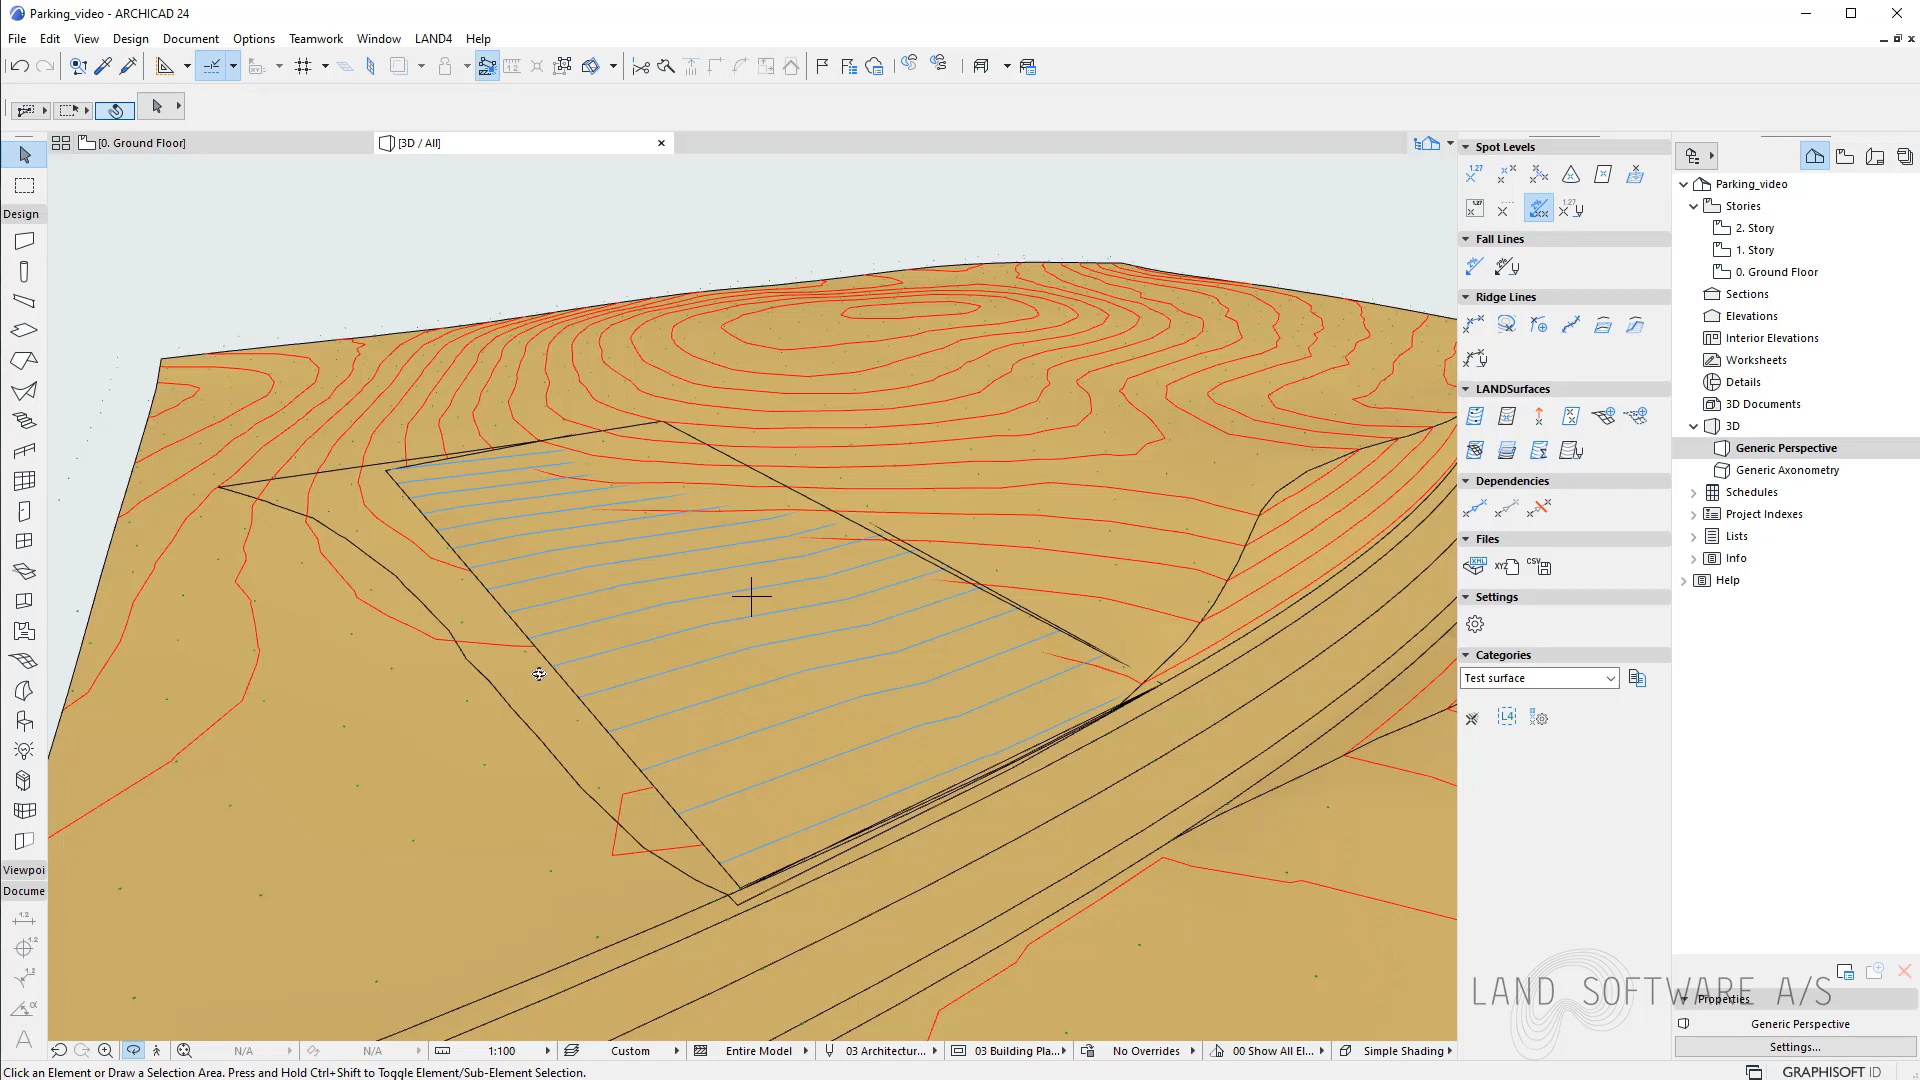 Parking_video - ARCHICAD 24
File Edit View Design Document Options Teamwork Window LAND4 Help
[0. Ground Floor]
[3D / All]
Design
Viewpoi
Docume
Spot Levels
Fall Lines
Ridge Lines
LANDSurfaces
Dependencies
Files
Settings
Categories
Test surface
Parking_video
Stories
2. Story
1. Story
0. Ground Floor
Sections
Elevations
Interior Elevations
Worksheets
Details
3D Documents
3D
Generic Perspective
Generic Axonometry
Schedules
Project Indexes
Lists
Info
Help
LAND SOFTWARE A/S
Properties
Generic Perspective
Settings...
N/A N/A 1:100 Custom Entire Model 03 Architectur... 03 Building Pla... No Overrides 00 Show All El... Simple Shading
Click an Element or Draw a Selection Area. Press and Hold Ctrl+Shift to Toggle Element/Sub-Element Selection.
GRAPHISOFT ID